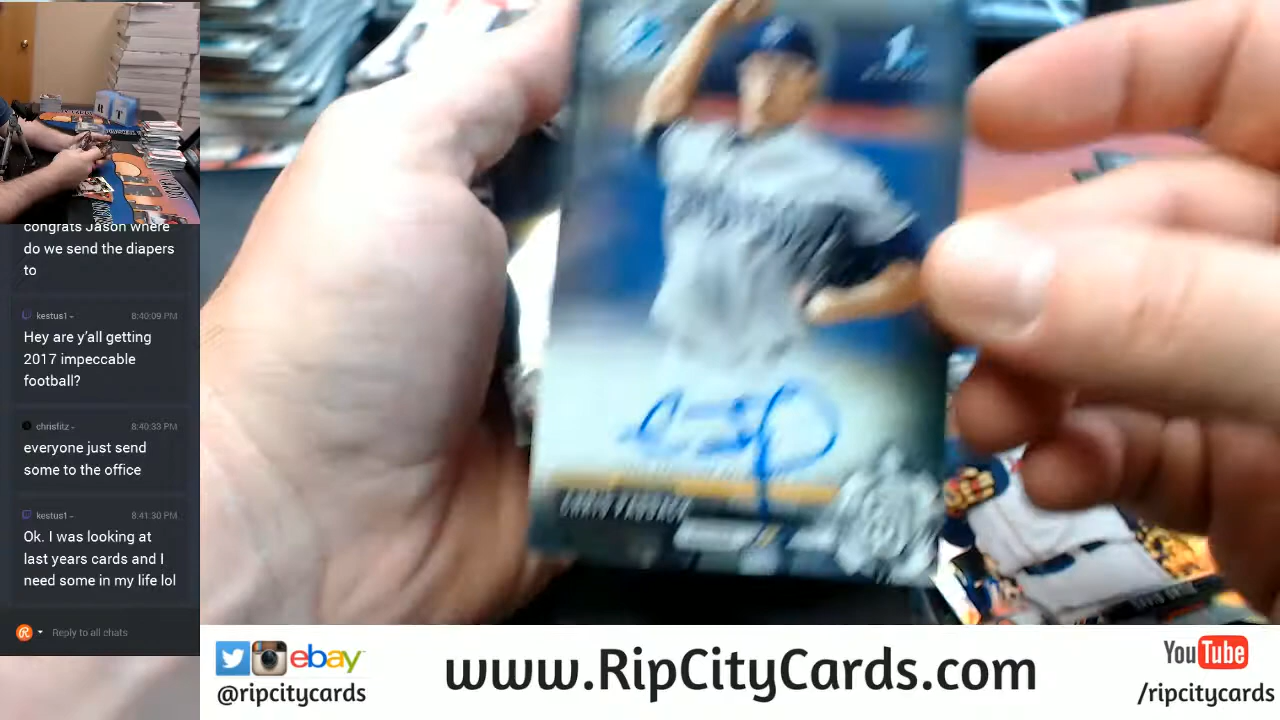 congrats Jason where
do we send the diapers
to
kestus1 - 8:40:09 PM
Hey are y'all getting
2017 impeccable
football?
chrisfitz - 8:40:33 PM
everyone just send
some to the office
kestus1 - 8:41:30 PM
Ok. I was looking at
last years cards and I
need some in my life lol
Reply to all chats
R T
ebay
@ripcitycards
www.RipCityCards.com
YouTube
/ripcitycards